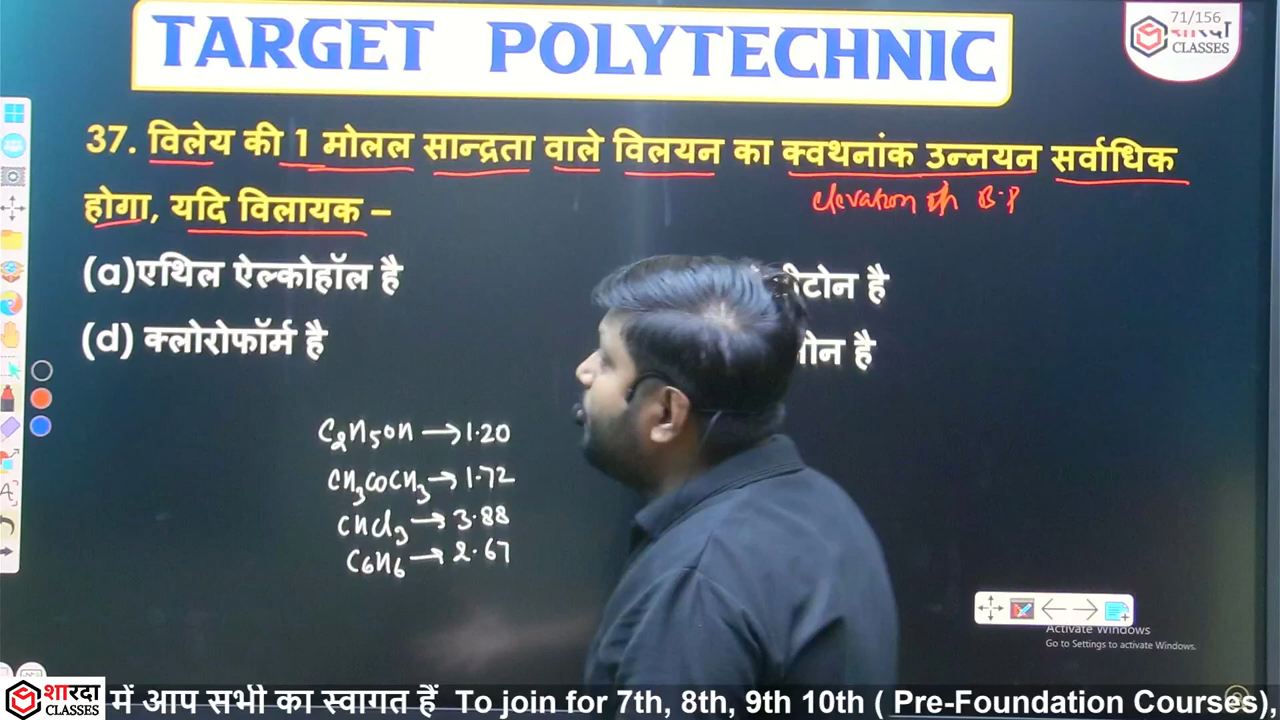 TARGET POLYTECHNIC
71/156
शारदा
CLASSES
37. विलेय की 1 मोलल सान्द्रता वाले विलयन का क्वथनांक उन्नयन सर्वाधिक
elevation in B.P
होगा, यदि विलायक –
(a)एथिल ऐल्कोहॉल है
है
(d) क्लोरोफॉर्म है
है
C2H5OH → 1.20
CH3COCH3 → 1.72
CHCl3 → 3.88
C6H6 → 2.67
Activate Windows
Go to Settings to activate Windows.
शारदा
CLASSES
में आप सभी का स्वागत हैं To join for 7th, 8th, 9th 10th ( Pre-Foundation Courses),